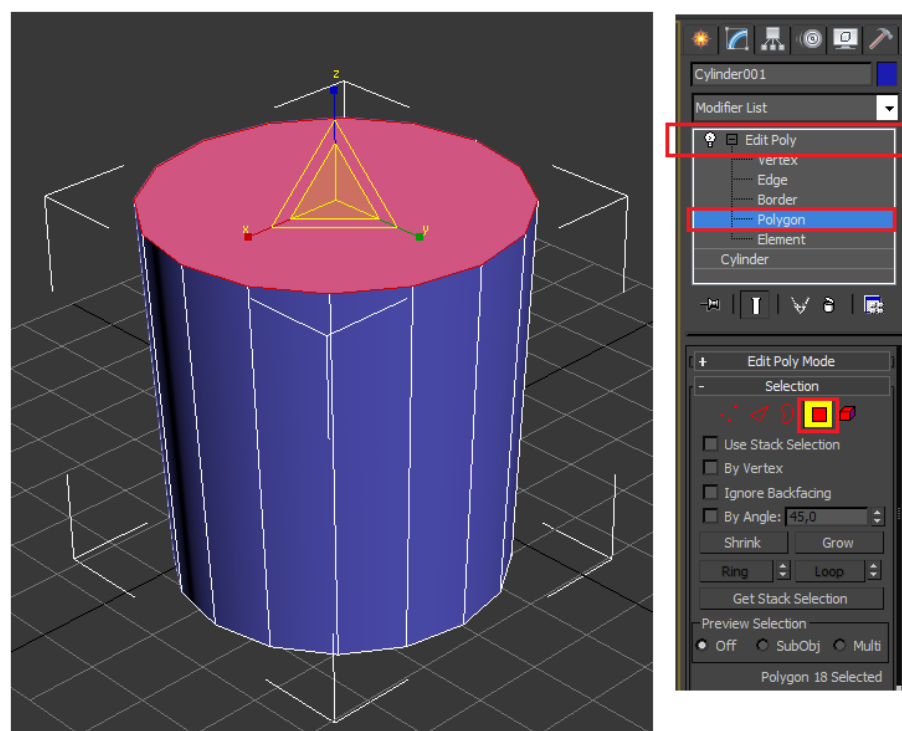 z
x
y
Cylinder001
Modifier List
Edit Poly
Vertex
Edge
Border
Polygon
Element
Cylinder
+ Edit Poly Mode
- Selection
Use Stack Selection
By Vertex
Ignore Backfacing
By Angle: 45,0
Shrink Grow
Ring Loop
Get Stack Selection
Preview Selection
Off SubObj Multi
Polygon 18 Selected